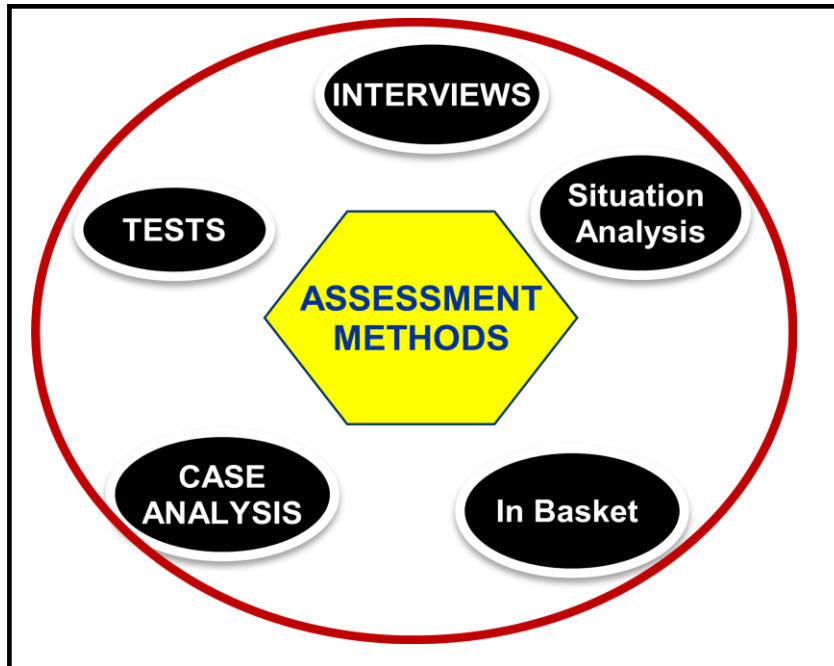 INTERVIEWS
Situation
Analysis
TESTS
ASSESSMENT
METHODS
CASE
ANALYSIS
In Basket